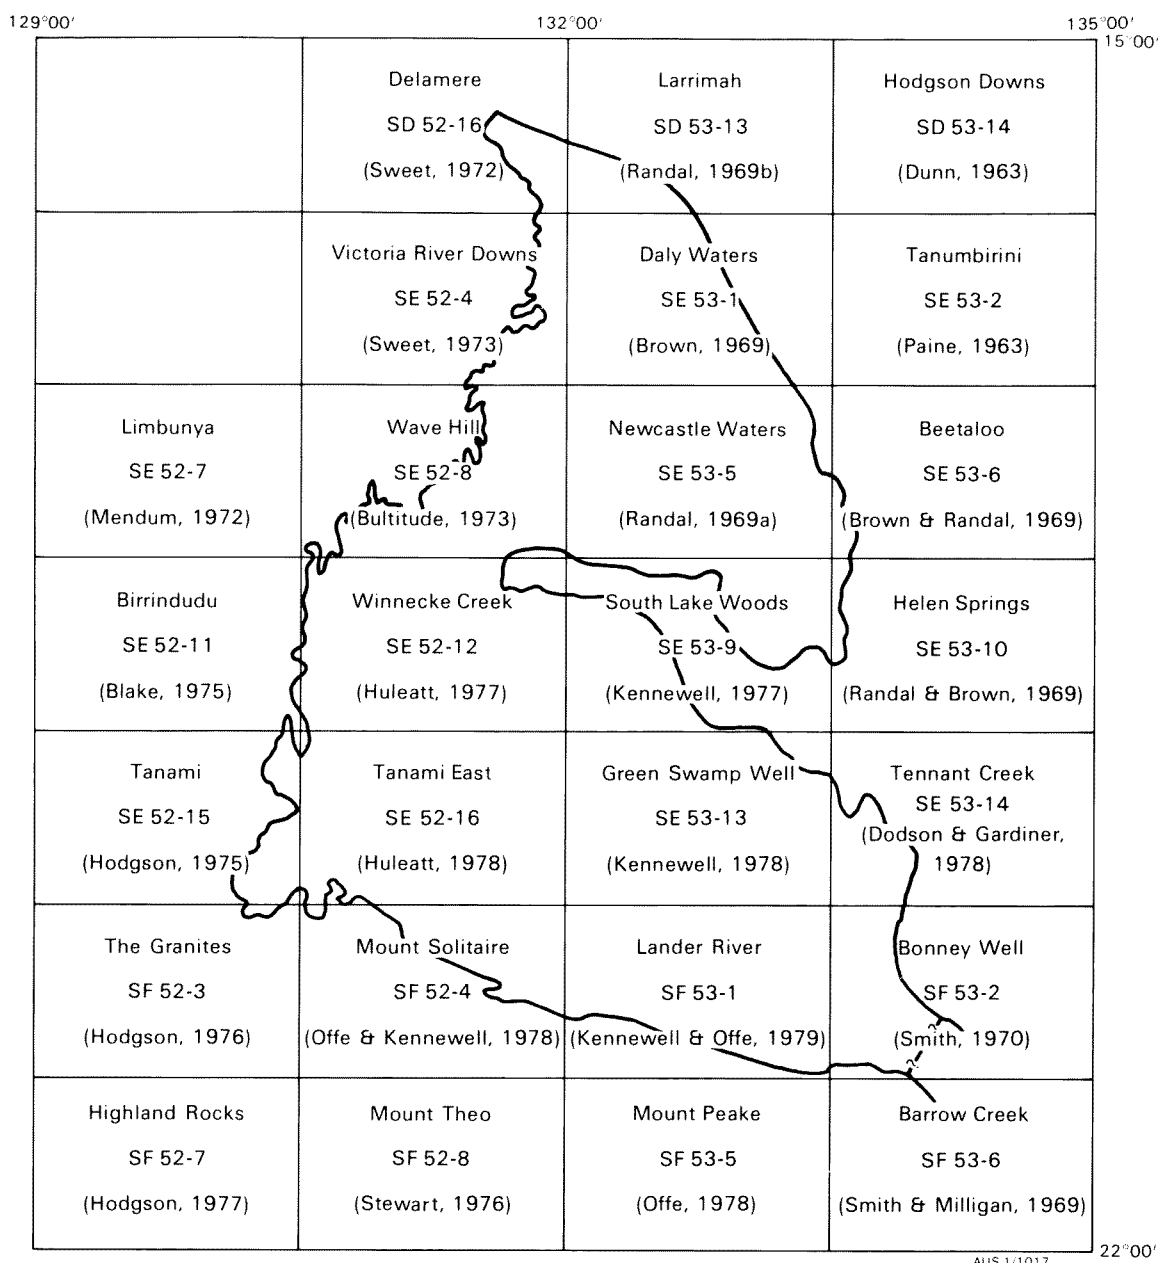 129°00'
132°00'
135°00'
15°00'
Delamere
SD 52-16
(Sweet, 1972)
Larrimah
SD 53-13
(Randal, 1969b)
Hodgson Downs
SD 53-14
(Dunn, 1963)
Victoria River Downs
SE 52-4
(Sweet, 1973)
Daly Waters
SE 53-1
(Brown, 1969)
Tanumbirini
SE 53-2
(Paine, 1963)
Limbunya
SE 52-7
(Mendum, 1972)
Wave Hill
SE 52-8
(Bultitude, 1973)
Newcastle Waters
SE 53-5
(Randal, 1969a)
Beetaloo
SE 53-6
(Brown & Randal, 1969)
Birrindudu
SE 52-11
(Blake, 1975)
Winnecke Creek
SE 52-12
(Huleatt, 1977)
South Lake Woods
SE 53-9
(Kennewell, 1977)
Helen Springs
SE 53-10
(Randal & Brown, 1969)
Tanami
SE 52-15
(Hodgson, 1975)
Tanami East
SE 52-16
(Huleatt, 1978)
Green Swamp Well
SE 53-13
(Kennewell, 1978)
Tennant Creek
SE 53-14
(Dodson & Gardiner,
1978)
The Granites
SF 52-3
(Hodgson, 1976)
Mount Solitaire
SF 52-4
(Offe & Kennewell, 1978)
Lander River
SF 53-1
(Kennewell & Offe, 1979)
Bonney Well
SF 53-2
(Smith, 1970)
Highland Rocks
SF 52-7
(Hodgson, 1977)
Mount Theo
SF 52-8
(Stewart, 1976)
Mount Peake
SF 53-5
(Offe, 1978)
Barrow Creek
SF 53-6
(Smith & Milligan, 1969)
22°00'
AUS 1/1017